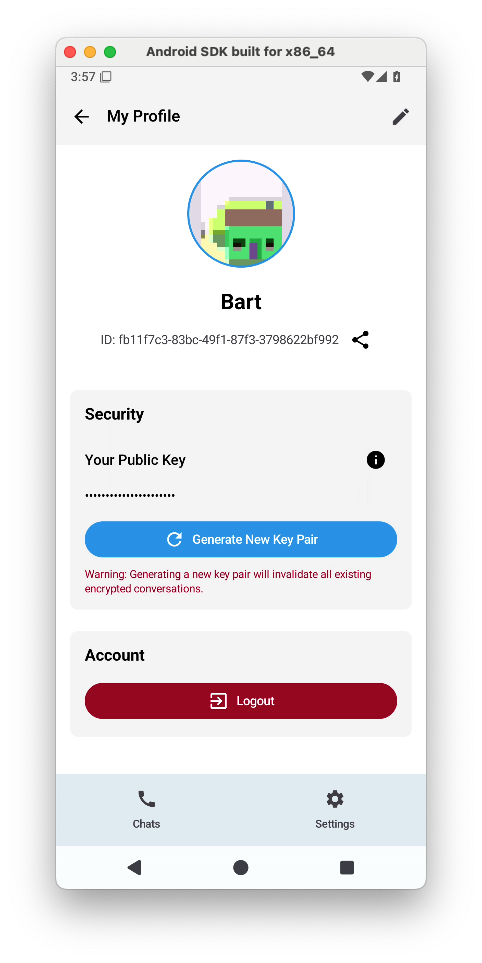 Android SDK built for x86_64
3:57
My Profile
Bart
ID: fb11f7c3-83bc-49f1-87f3-3798622bf992
Security
Your Public Key
••••••••••••••••••••••
Generate New Key Pair
Warning: Generating a new key pair will invalidate all existing
encrypted conversations.
Account
Logout
Chats
Settings